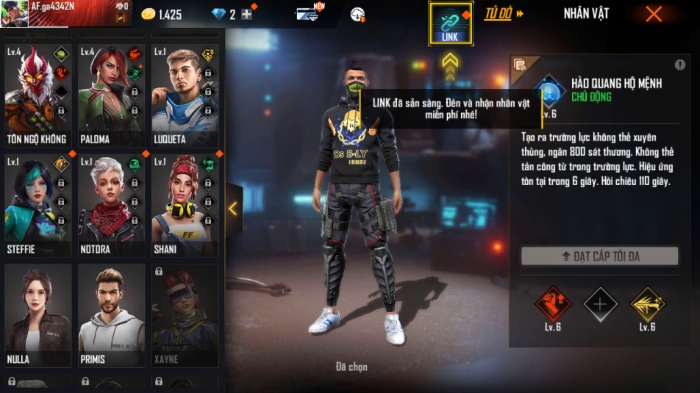 AF.ga4342N
0
1.425
2
NEW
LINK
TỦ ĐỒ
NHÂN VẬT
Lv.4
Lv.4
Lv.1
TÔN NGỘ KHÔNG
PALOMA
LUQUETA
Lv.1
Lv.1
Lv.1
FF
STEFFIE
NOTORA
SHANI
NULLA
PRIMIS
XAYNE
LINK đã sẵn sàng. Đến và nhận nhân vật
miễn phí nhé!
Đã chọn
HÀO QUANG HỘ MỆNH
CHỦ ĐỘNG
Lv.6
Tạo ra trường lực không thể xuyên
thủng, ngăn 800 sát thương. Không thể
tấn công từ trong trường lực. Hiệu ứng
tồn tại trong 6 giây. Hồi chiêu 110 giây.
ĐẠT CẤP TỐI ĐA
Lv.6
Lv.6